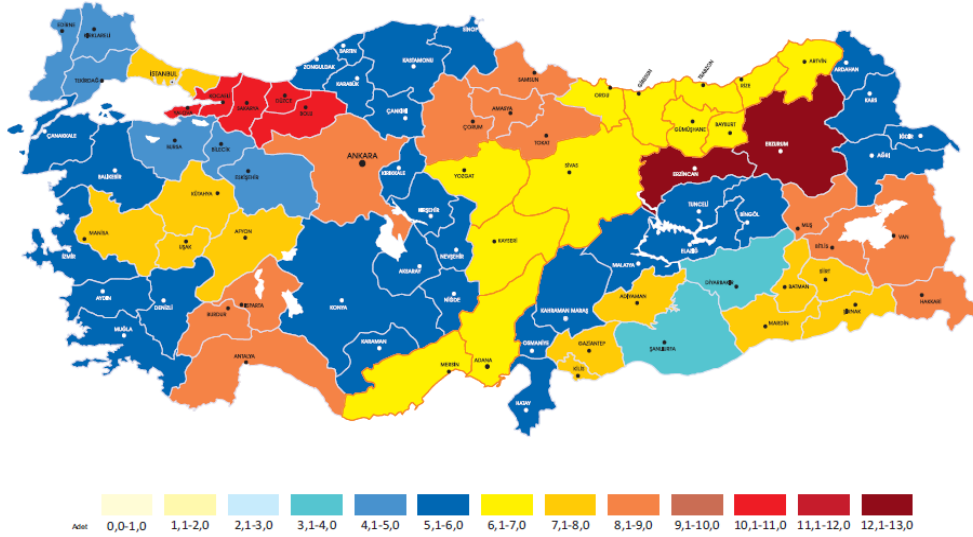 SİNOP
EDİRNE
KIRKLARELİ
BARTIN
KASTAMONU
ZONGULDAK
ARTVİN
TRABZON
GİRESUN
ARDAHAN
TEKİRDAĞ
İSTANBUL
KARABÜK
SAMSUN
RİZE
ORDU
KOCAELİ
SAKARYA
DÜZCE
BOLU
YALOVA
ÇANKIRI
AMASYA
KARS
ÇORUM
GÜMÜŞHANE
BAYBURT
ÇANAKKALE
TOKAT
IĞDIR
BURSA
BİLECİK
ERZURUM
AĞRI
ANKARA
BALIKESİR
ESKİŞEHİR
KIRIKKALE
YOZGAT
SİVAS
ERZİNCAN
KÜTAHYA
TUNCELİ
BİNGÖL
KIRŞEHİR
MANİSA
UŞAK
AFYON
KAYSERİ
MUŞ
VAN
İZMİR
NEVŞEHİR
ELAZIĞ
BİTLİS
AKSARAY
MALATYA
DİYARBAKIR
SİİRT
BATMAN
AYDIN
DENİZLİ
ISPARTA
KONYA
NİĞDE
ADIYAMAN
HAKKARİ
BURDUR
KAHRAMAN MARAŞ
ŞIRNAK
MARDİN
MUĞLA
KARAMAN
OSMANİYE
GAZİANTEP
ŞANLIURFA
ANTALYA
MERSİN
ADANA
KİLİS
HATAY
Adet 0,0-1,0 1,1-2,0 2,1-3,0 3,1-4,0 4,1-5,0 5,1-6,0 6,1-7,0 7,1-8,0 8,1-9,0 9,1-10,0 10,1-11,0 11,1-12,0 12,1-13,0